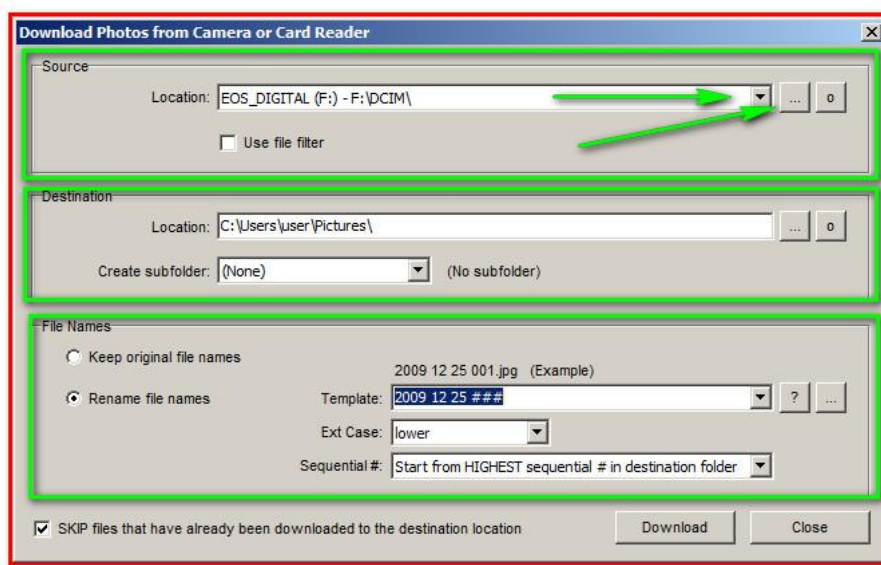 Download Photos from Camera or Card Reader
Source
Location: EOS_DIGITAL (F:) - F:\DCIM\ ... o
Use file filter
Destination
Location: C:\Users\user\Pictures\ ... o
Create subfolder: (None) (No subfolder)
File Names
Keep original file names
2009 12 25 001.jpg (Example)
Rename file names Template: 2009 12 25 ### ? ...
Ext Case: lower
Sequential #: Start from HIGHEST sequential # in destination folder
SKIP files that have already been downloaded to the destination location Download Close